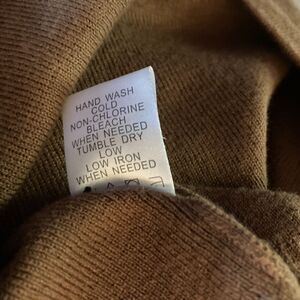 HAND WASH
COLD
NON-CHLORINE
BLEACH
WHEN NEEDED
TUMBLE DRY
LOW
LOW IRON
WHEN NEEDED